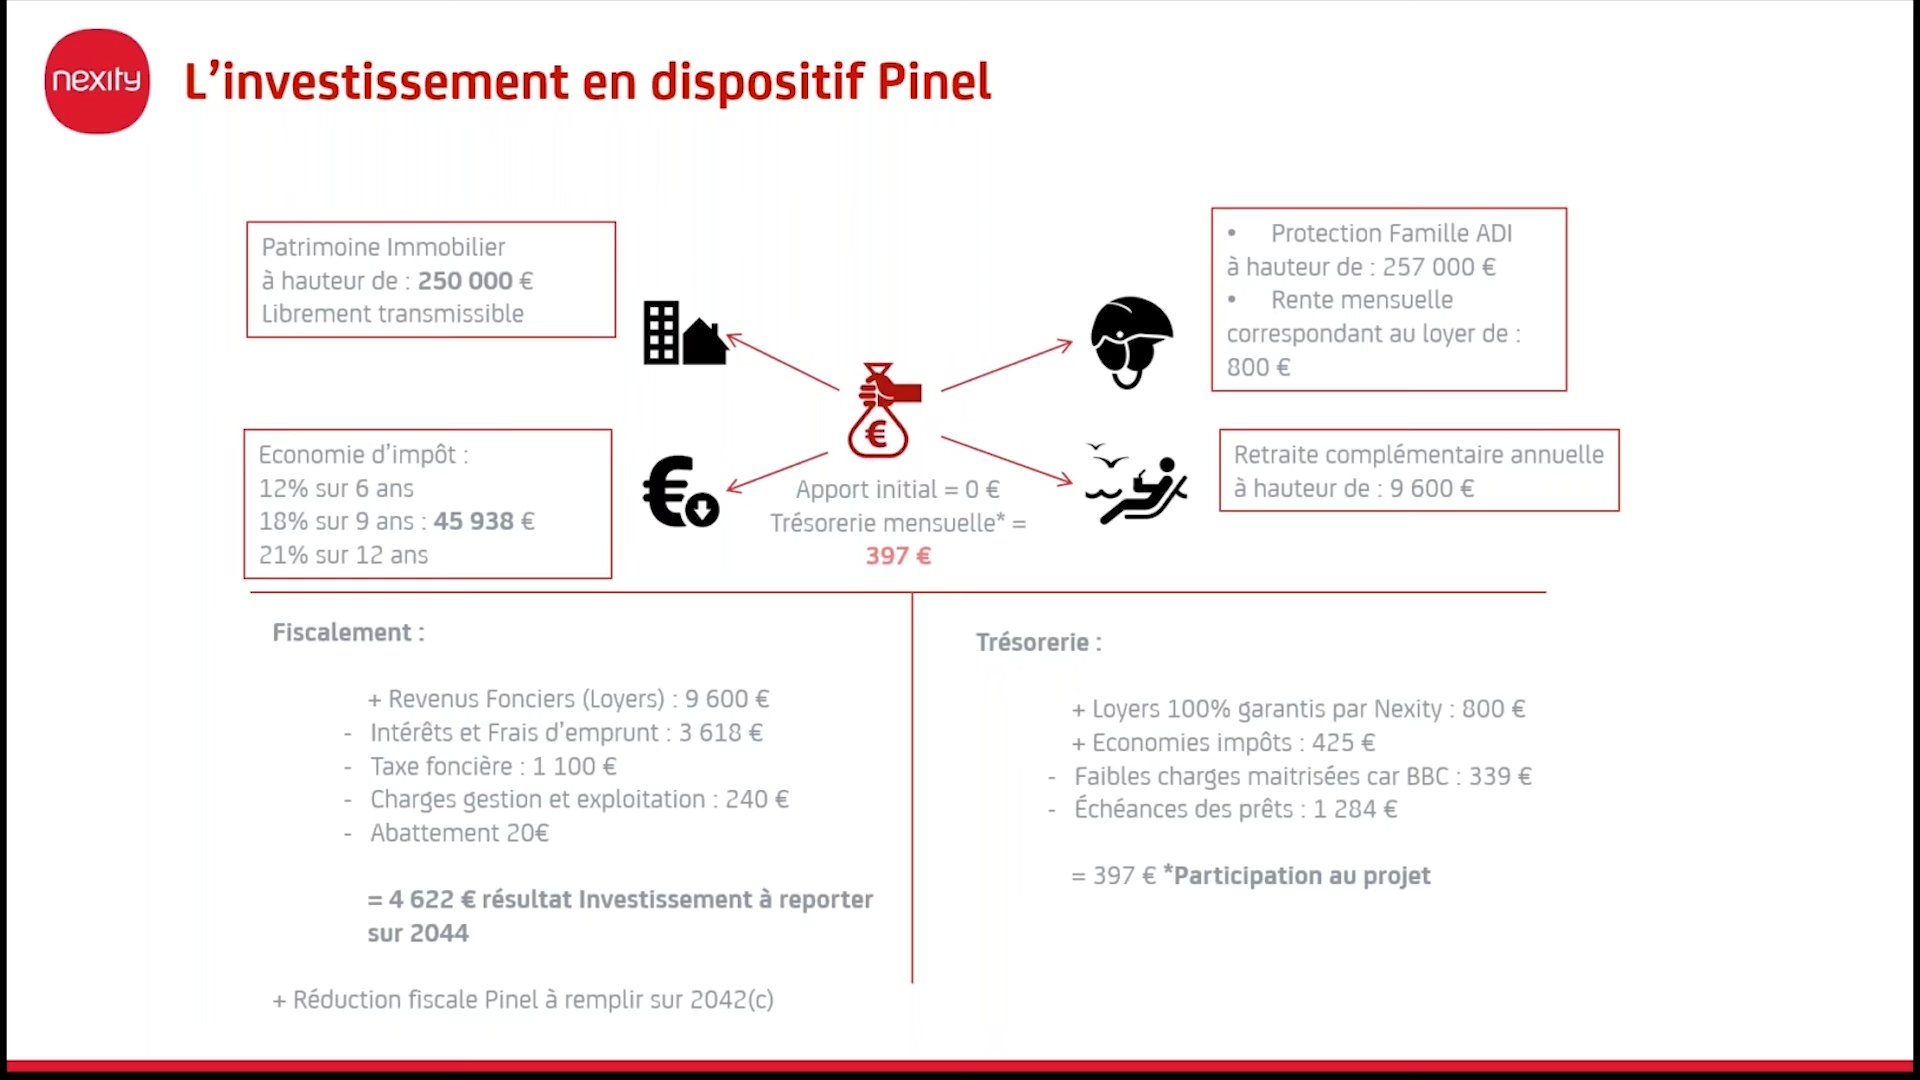 nexity
L’investissement en dispositif Pinel
Patrimoine Immobilier
à hauteur de : 250 000 €
Librement transmissible
• Protection Famille ADI
à hauteur de : 257 000 €
• Rente mensuelle
correspondant au loyer de :
800 €
Economie d’impôt :
12% sur 6 ans
18% sur 9 ans : 45 938 €
21% sur 12 ans
€
€
Apport initial = 0 €
Trésorerie mensuelle* =
397 €
Retraite complémentaire annuelle
à hauteur de : 9 600 €
Fiscalement :
+ Revenus Fonciers (Loyers) : 9 600 €
- Intérêts et Frais d’emprunt : 3 618 €
- Taxe foncière : 1 100 €
- Charges gestion et exploitation : 240 €
- Abattement 20€
= 4 622 € résultat Investissement à reporter
sur 2044
+ Réduction fiscale Pinel à remplir sur 2042(c)
Trésorerie :
+ Loyers 100% garantis par Nexity : 800 €
+ Economies impôts : 425 €
- Faibles charges maitrisées car BBC : 339 €
- Échéances des prêts : 1 284 €
= 397 € *Participation au projet